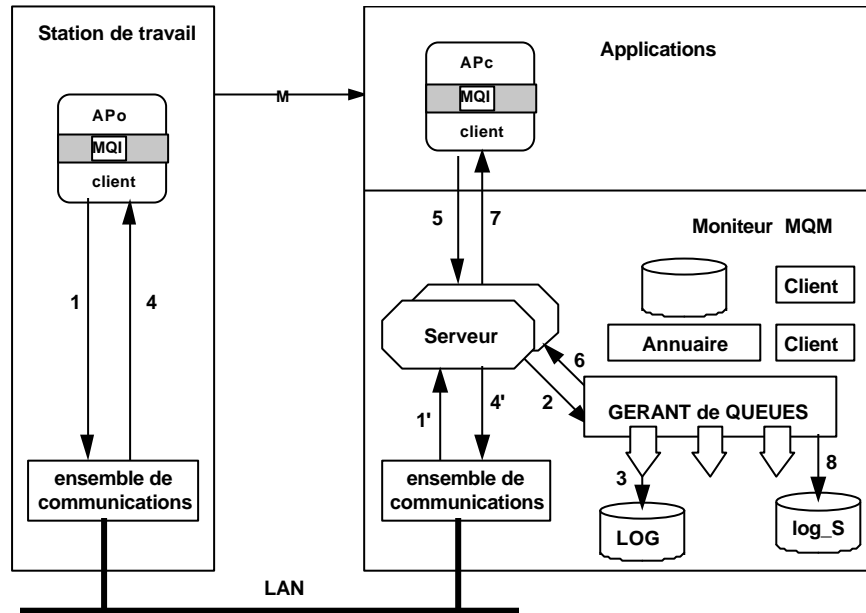 Station de travail
APo
MQI
client
1
4
ensemble de
communications
M
Applications
APc
MQI
client
5
7
Moniteur MQM
Client
Annuaire
Client
Serveur
6
2
1'
4'
GERANT de QUEUES
3
8
ensemble de
communications
LOG
log_S
LAN